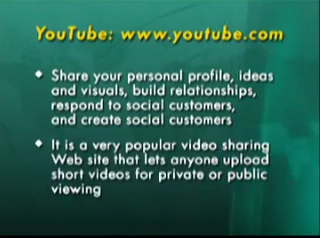 YouTube: www.youtube.com
◆ Share your personal profile, ideas
and visuals, build relationships,
respond to social customers,
and create social customers
◆ It is a very popular video sharing
Web site that lets anyone upload
short videos for private or public
viewing